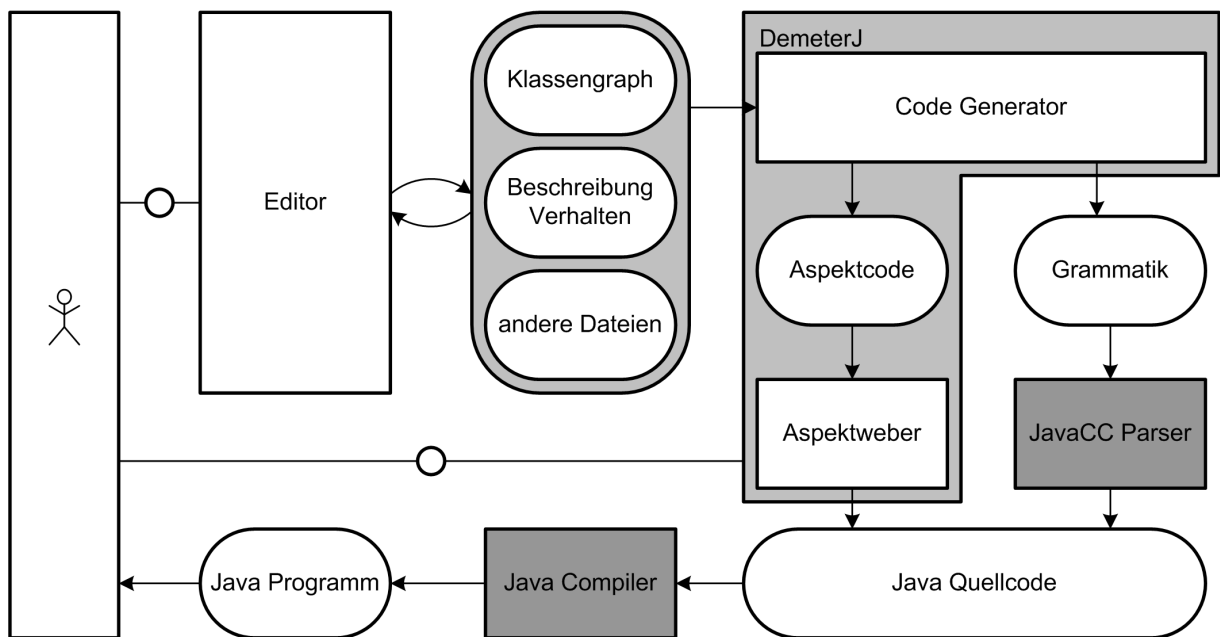 DemeterJ
Klassengraph
Code Generator
Editor
Beschreibung
Verhalten
Aspektcode
Grammatik
andere Dateien
Aspektweber
JavaCC Parser
Java Programm
Java Compiler
Java Quellcode